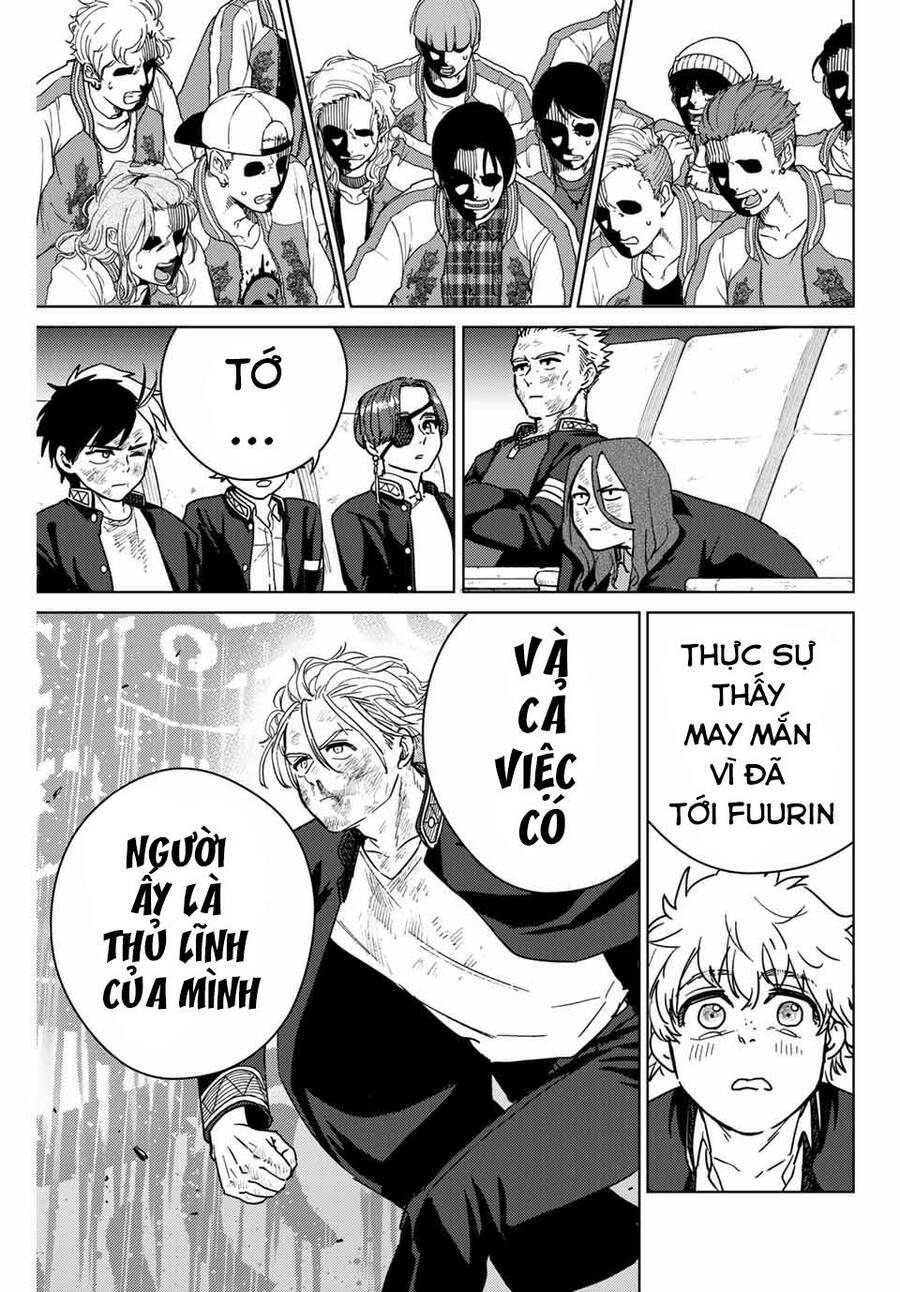 TỚ
...
THỰC SỰ
THẤY
MAY MẮN
VÌ ĐÃ
TỚI FUURIN
VÀ
CẢ
VIỆC
CÓ
NGƯỜI
ẤY LÀ
THỦ LĨNH
CỦA MÌNH